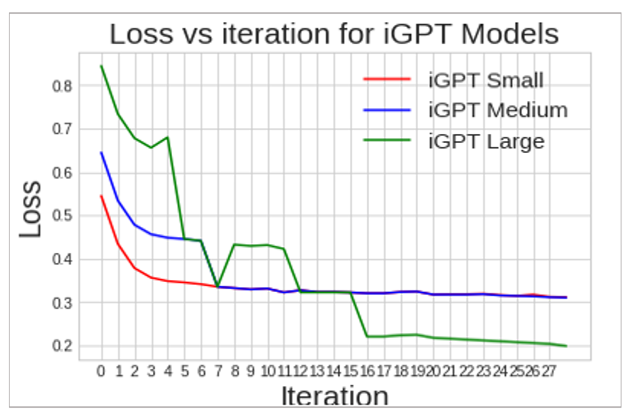 Loss vs iteration for iGPT Models
iGPT Small
iGPT Medium
iGPT Large
Loss
0.8
0.7
0.6
0.5
0.4
0.3
0.2
0 1 2 3 4 5 6 7 8 9 10 11 12 13 14 15 16 17 18 19 20 21 22 23 24 25 26 27
Iteration